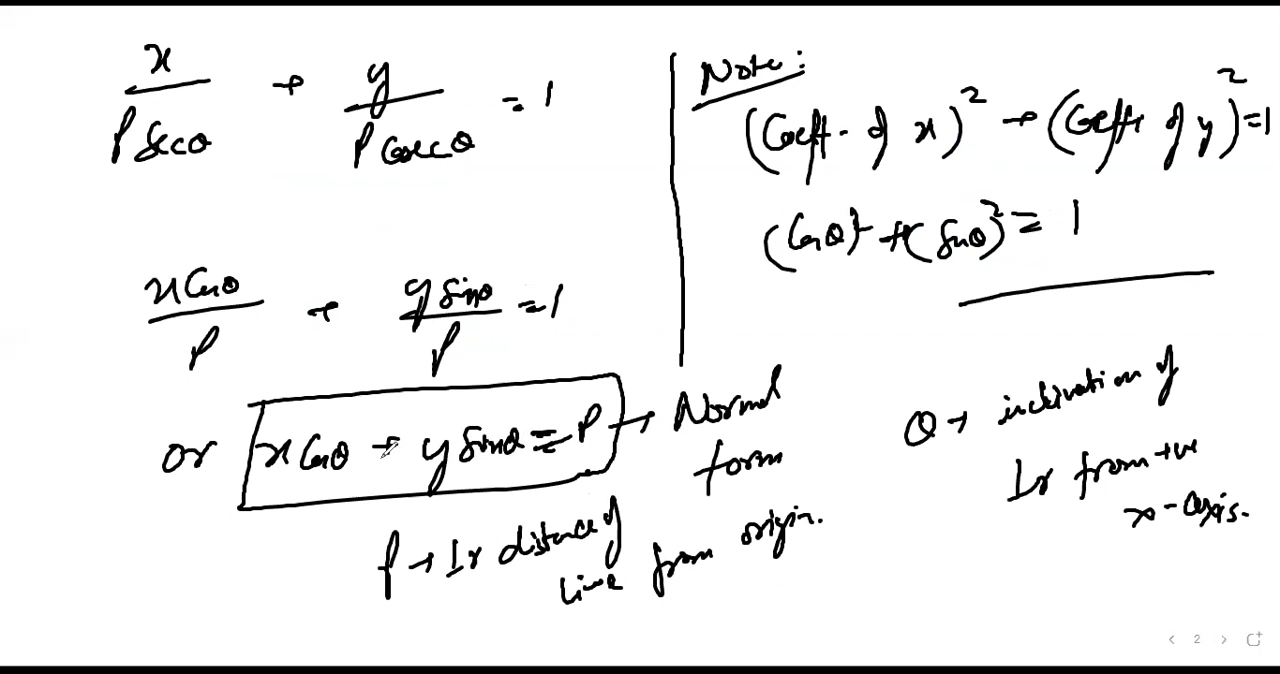 x/(P Secθ) + y/(P Cosecθ) = 1
x Cosθ/P + y Sinθ/P = 1
or x Cosθ + y Sinθ = P → Normal form
P → ⊥r distance of line from origin.
Note:
(Coeff. of x)² + (Coeff. of y)² = 1
(Cosθ)² + (Sinθ)² = 1
θ → inclination of
⊥r from +ve
x-axis.
2